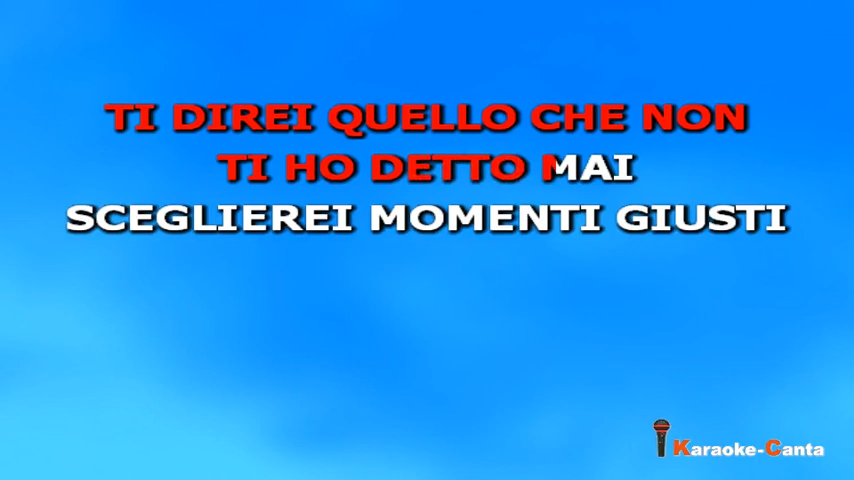 TI DIREI QUELLO CHE NON
TI HO DETTO MAI
SCEGLIEREI MOMENTI GIUSTI
Karaoke-Canta